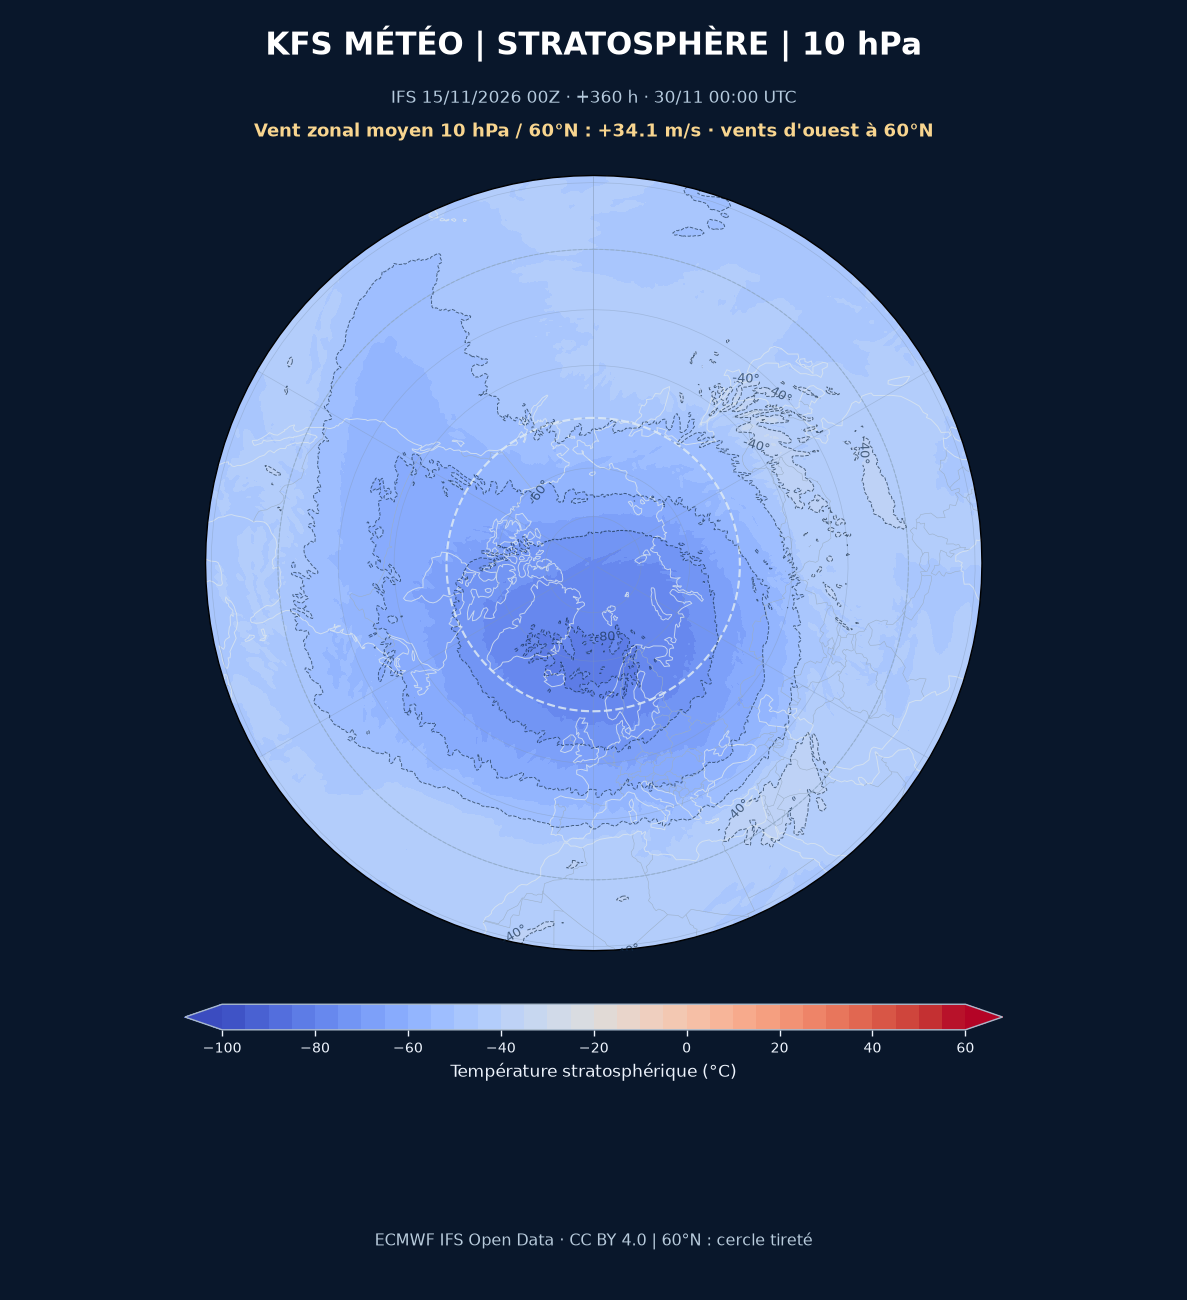 KFS MÉTÉO | STRATOSPHÈRE | 10 hPa
IFS 15/11/2026 00Z · +360 h · 30/11 00:00 UTC
Vent zonal moyen 10 hPa / 60°N : +34.1 m/s · vents d'ouest à 60°N
-40°
-40°
-40°
-40°
-60°
-80°
-40°
-40°
−100 −80 −60 −40 −20 0 20 40 60
Température stratosphérique (°C)
ECMWF IFS Open Data · CC BY 4.0 | 60°N : cercle tireté